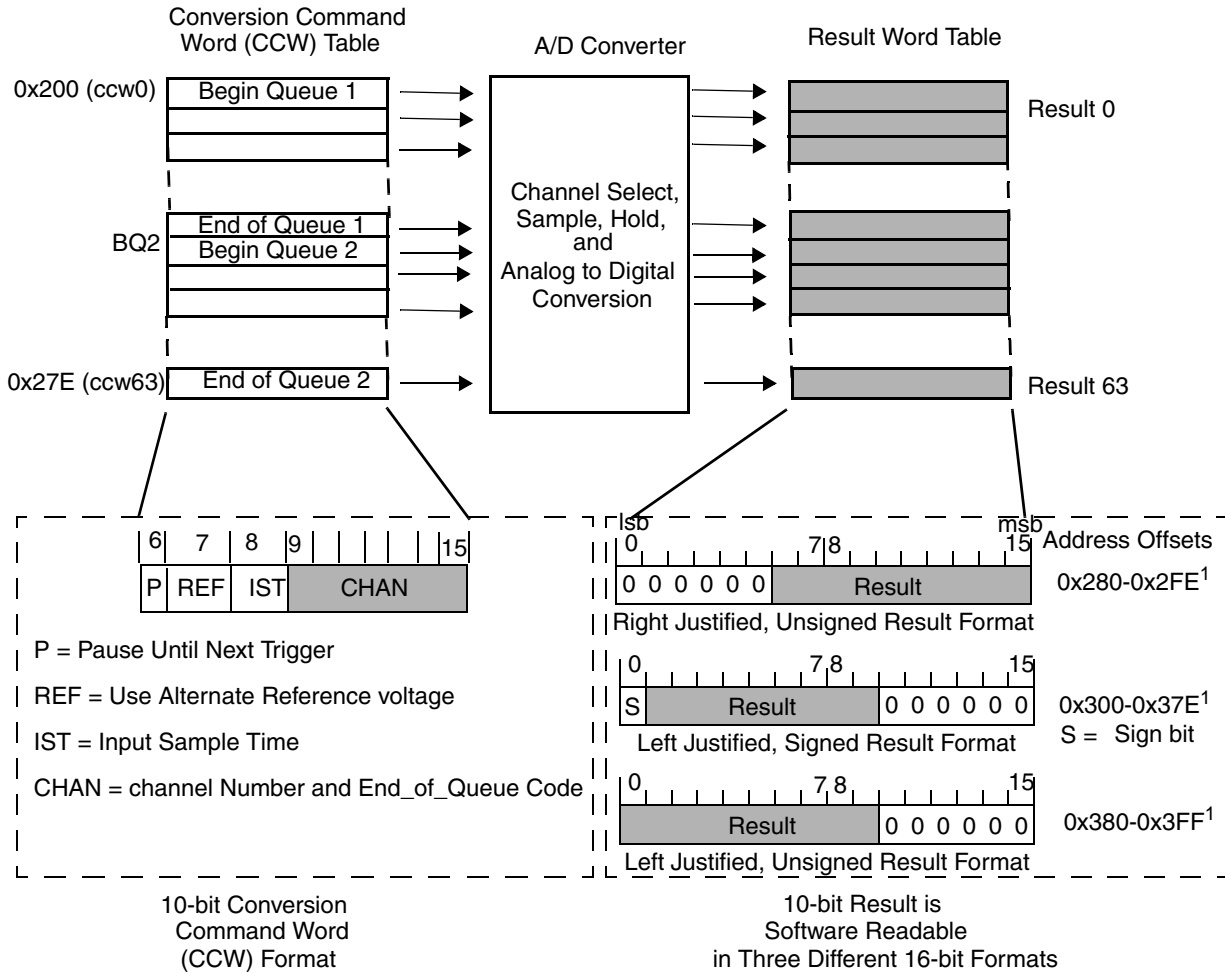 Conversion Command
Word (CCW) Table
A/D Converter
Result Word Table
0x200 (ccw0)
Begin Queue 1
Result 0
Channel Select,
Sample, Hold,
and
Analog to Digital
Conversion
End of Queue 1
BQ2
Begin Queue 2
0x27E (ccw63)
End of Queue 2
Result 63
6 7 8 9 15
P REF IST CHAN
P = Pause Until Next Trigger
REF = Use Alternate Reference voltage
IST = Input Sample Time
CHAN = channel Number and End_of_Queue Code
10-bit Conversion
Command Word
(CCW) Format
lsb msb
0 7 8 15 Address Offsets
0 0 0 0 0 0 Result 0x280-0x2FE1
Right Justified, Unsigned Result Format
0 7 8 15
S Result 0 0 0 0 0 0 0x300-0x37E1
S = Sign bit
Left Justified, Signed Result Format
0 7 8 15
Result 0 0 0 0 0 0 0x380-0x3FF1
Left Justified, Unsigned Result Format
10-bit Result is
Software Readable
in Three Different 16-bit Formats